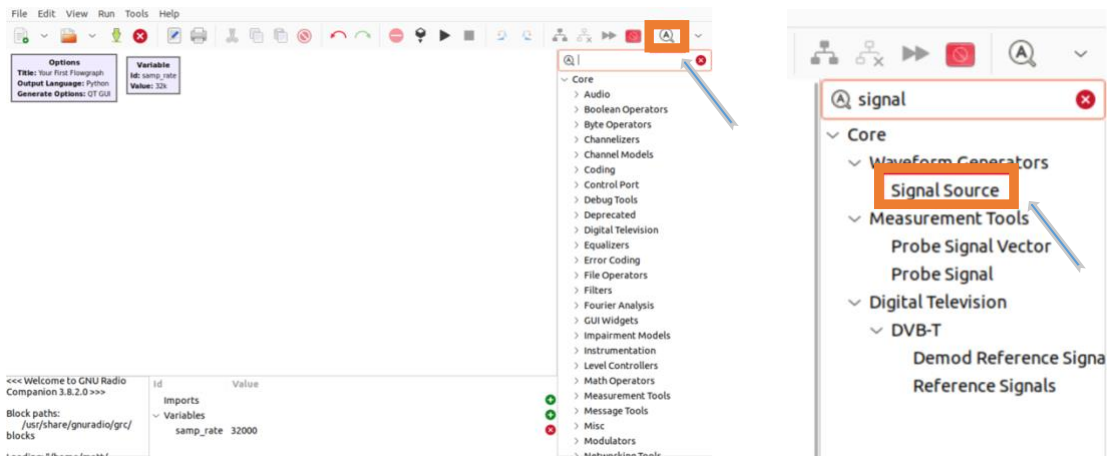 File Edit View Run Tools Help
Options
Title: Your First Flowgraph
Output Language: Python
Generate Options: QT GUI
Variable
Id: samp_rate
Value: 32k
Core
Audio
Boolean Operators
Byte Operators
Channelizers
Channel Models
Coding
Control Port
Debug Tools
Deprecated
Digital Television
Equalizers
Error Coding
File Operators
Filters
Fourier Analysis
GUI Widgets
Impairment Models
Instrumentation
Level Controllers
Math Operators
Measurement Tools
Message Tools
Misc
Modulators
Networking Tools
<<< Welcome to GNU Radio
Companion 3.8.2.0 >>>
Block paths:
/usr/share/gnuradio/grc/
blocks
Id Value
Imports
Variables
samp_rate 32000
signal
Core
Waveform Generators
Signal Source
Measurement Tools
Probe Signal Vector
Probe Signal
Digital Television
DVB-T
Demod Reference Signa
Reference Signals